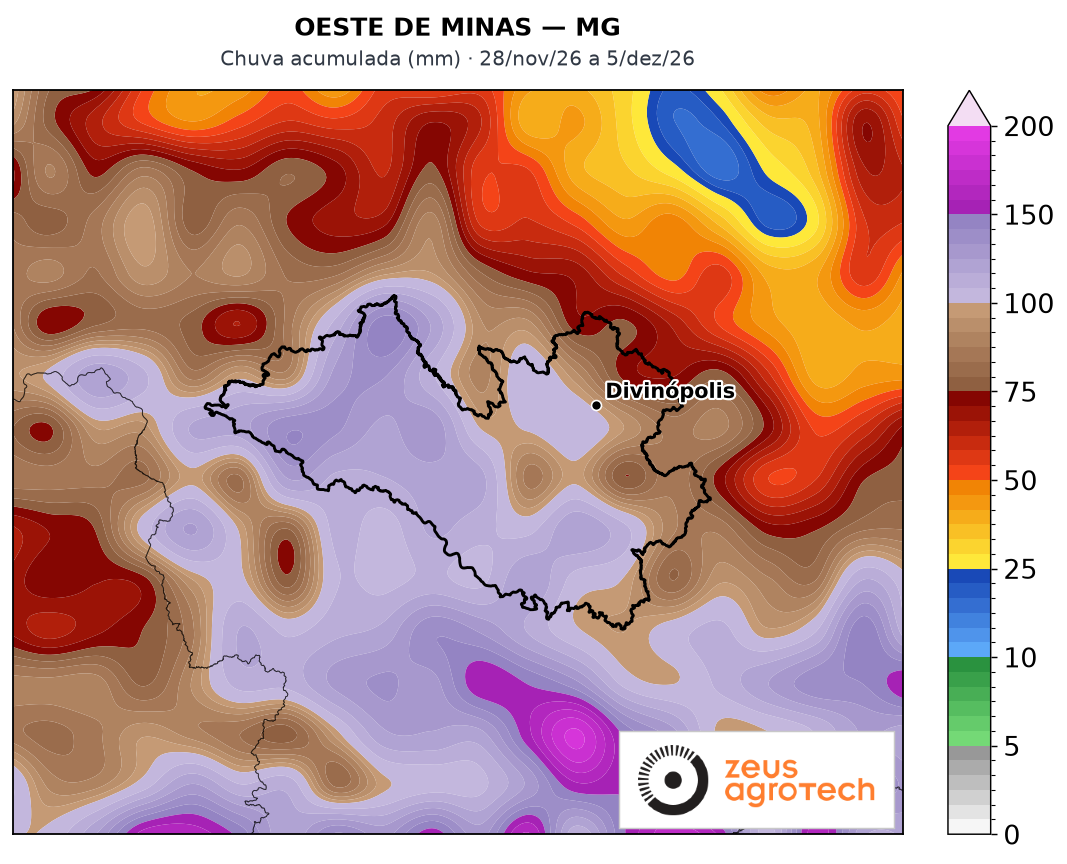 OESTE DE MINAS — MG
Chuva acumulada (mm) · 28/nov/26 a 5/dez/26
Divinópolis
200
150
100
75
50
25
10
5
0
zeus
agrotech